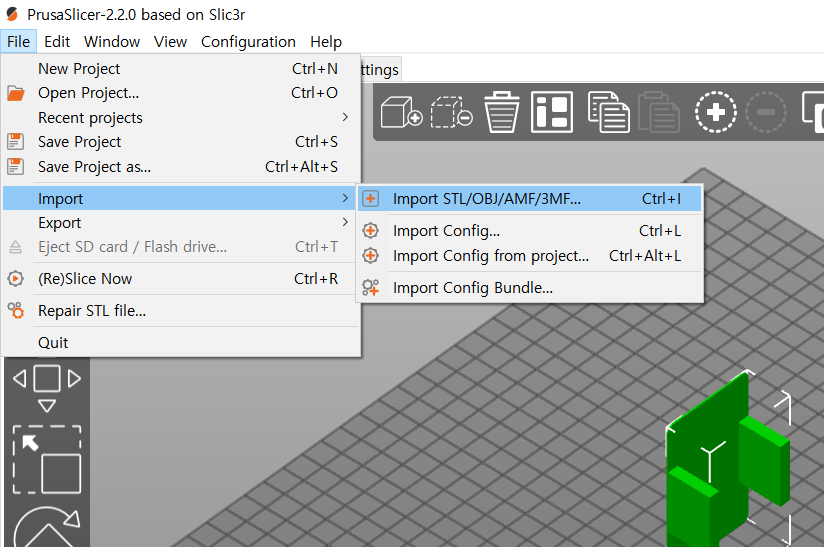 PrusaSlicer-2.2.0 based on Slic3r
File Edit Window View Configuration Help
ttings
New Project Ctrl+N
Open Project... Ctrl+O
Recent projects
Save Project Ctrl+S
Save Project as... Ctrl+Alt+S
Import
Export
Eject SD card / Flash drive... Ctrl+T
(Re)Slice Now Ctrl+R
Repair STL file...
Quit
Import STL/OBJ/AMF/3MF... Ctrl+I
Import Config... Ctrl+L
Import Config from project... Ctrl+Alt+L
Import Config Bundle...